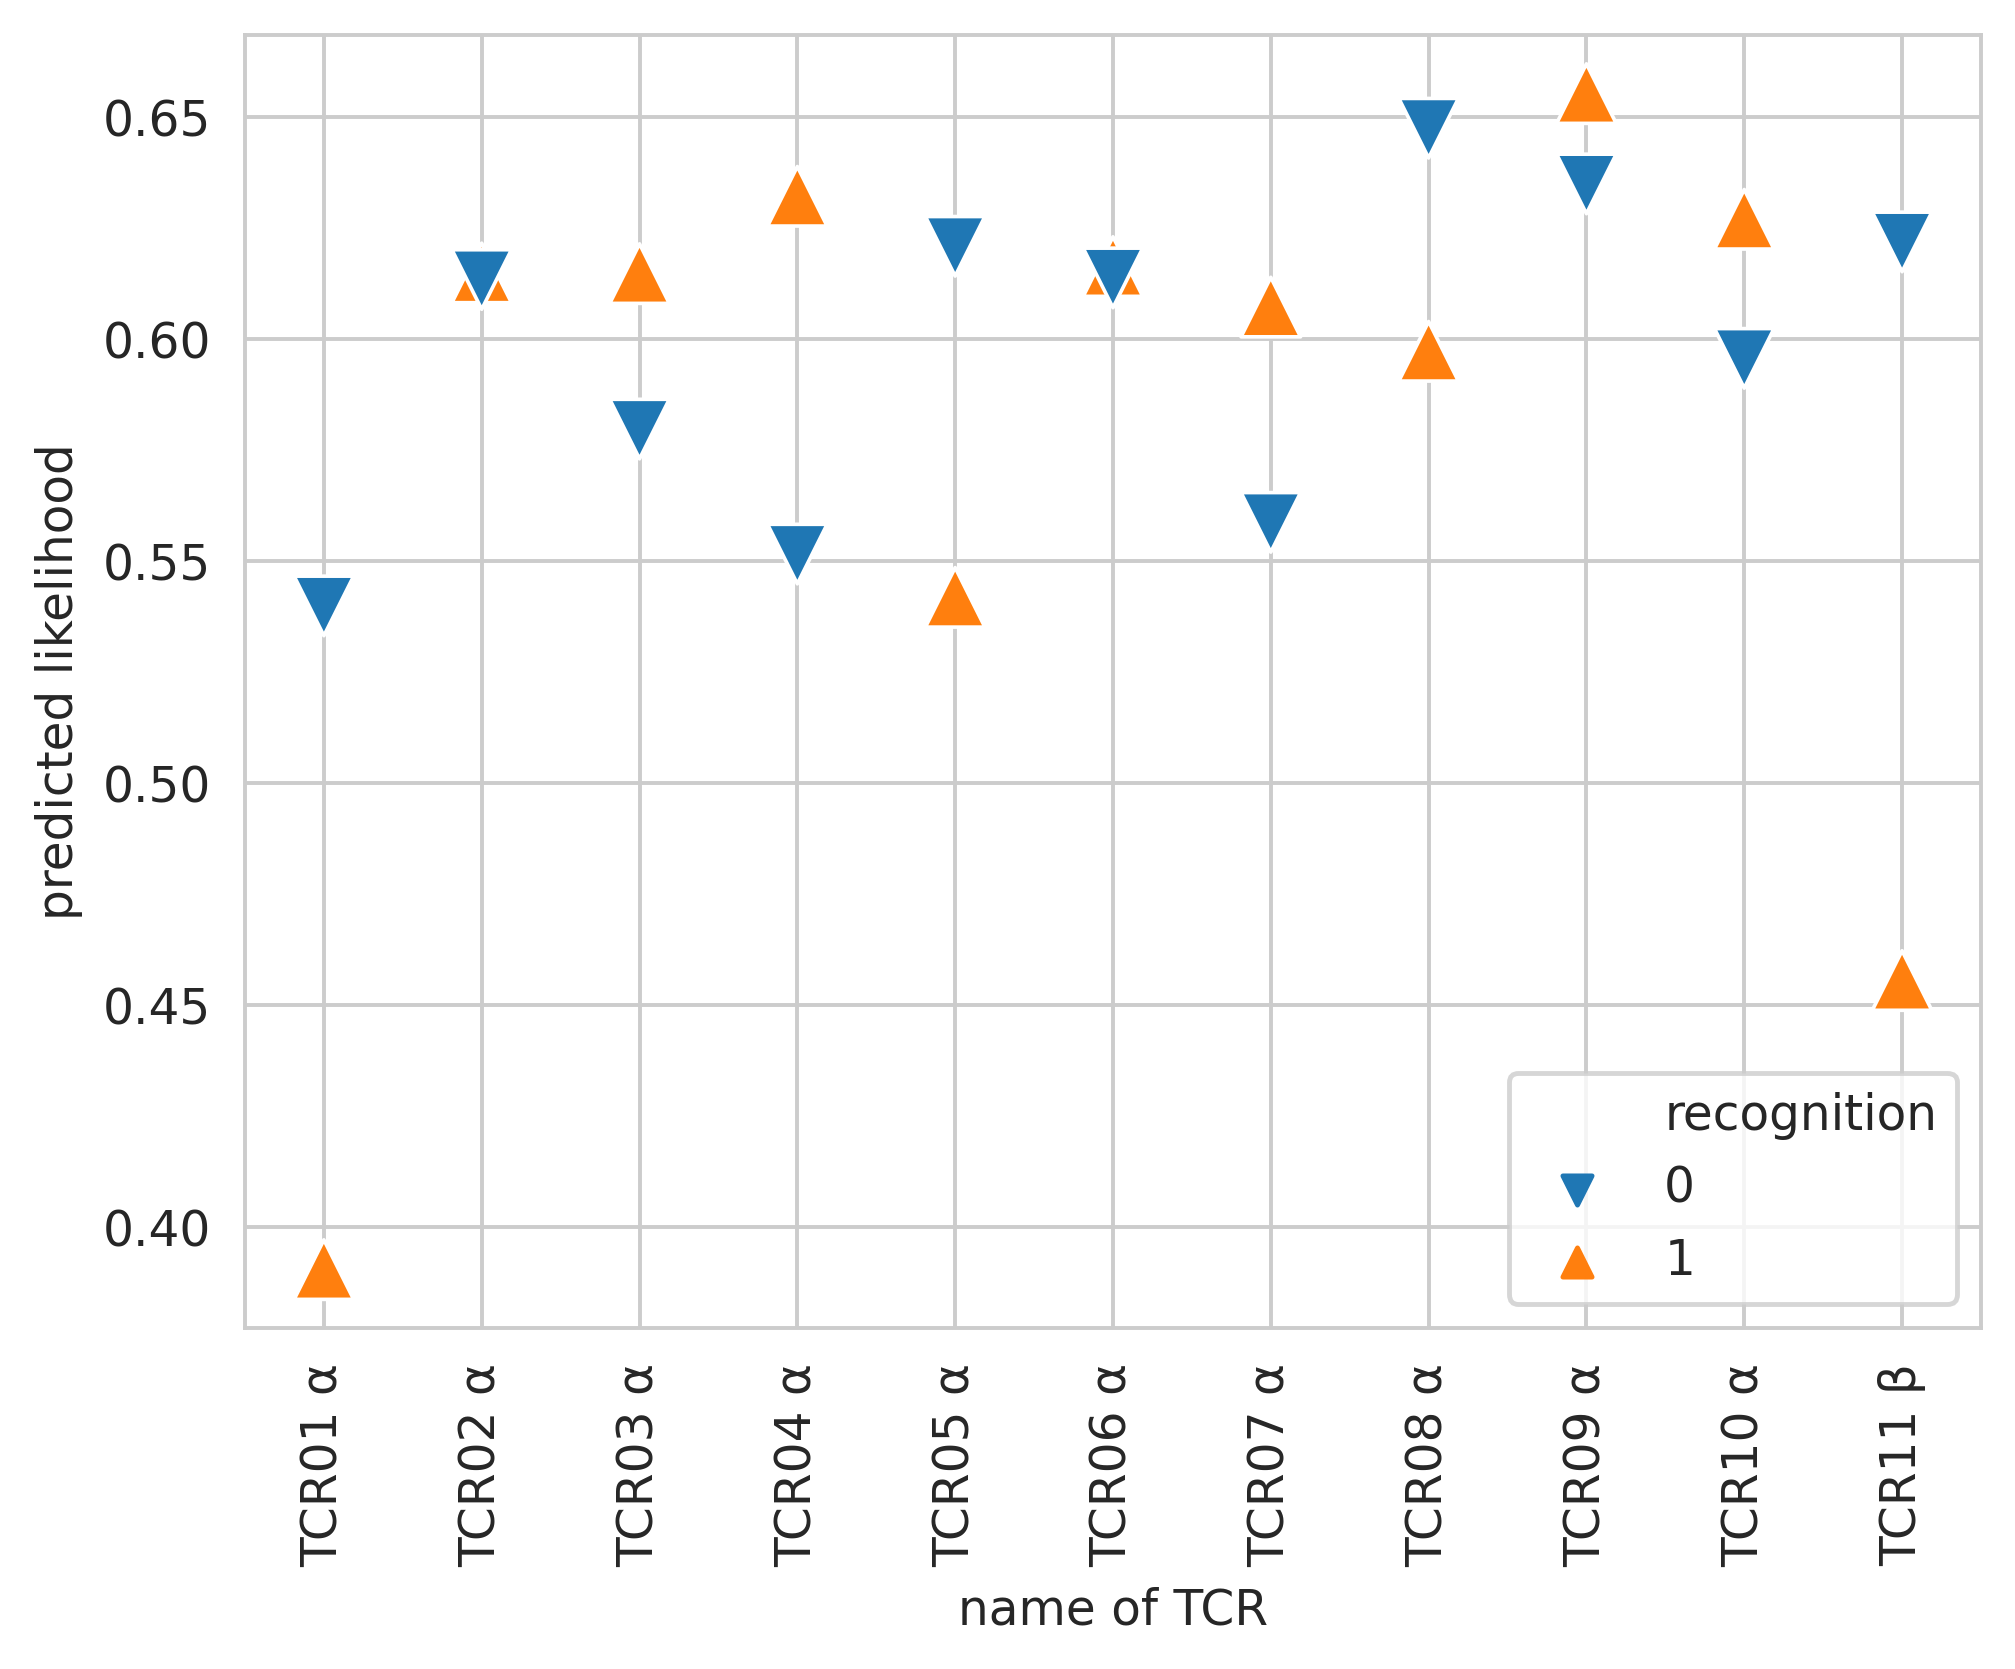 0.65
0.60
0.55
0.50
0.45
0.40
predicted likelihood
recognition
0
1
TCR01 α
TCR02 α
TCR03 α
TCR04 α
TCR05 α
TCR06 α
TCR07 α
TCR08 α
TCR09 α
TCR10 α
TCR11 β
name of TCR